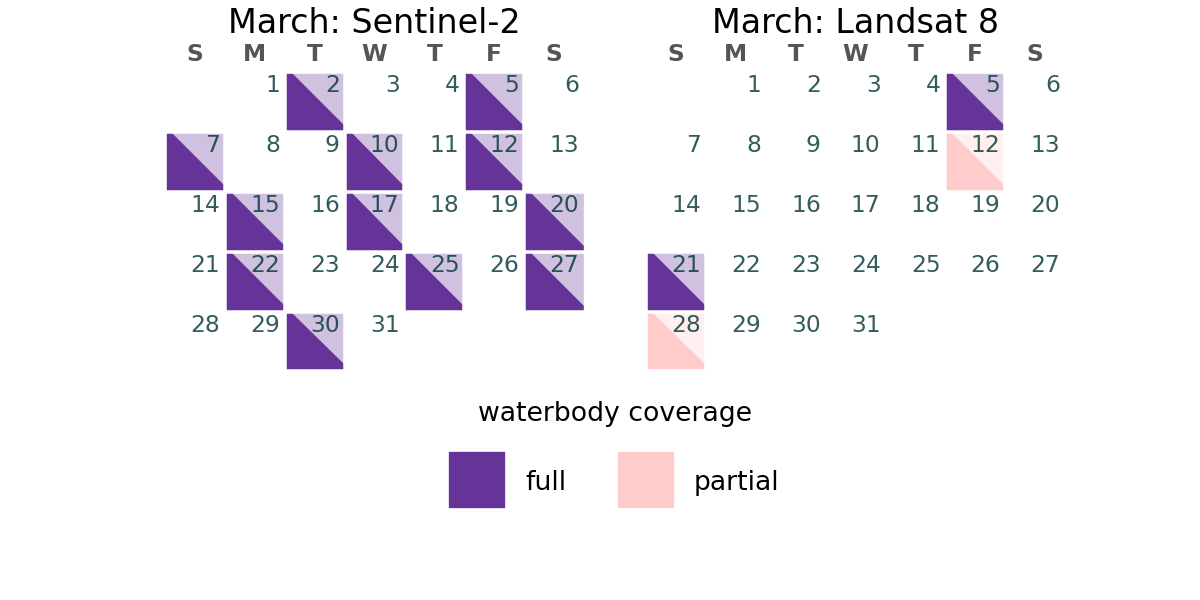 March: Sentinel-2
S M T W T F S
1 2 3 4 5 6
7 8 9 10 11 12 13
14 15 16 17 18 19 20
21 22 23 24 25 26 27
28 29 30 31
March: Landsat 8
S M T W T F S
1 2 3 4 5 6
7 8 9 10 11 12 13
14 15 16 17 18 19 20
21 22 23 24 25 26 27
28 29 30 31
waterbody coverage
full partial